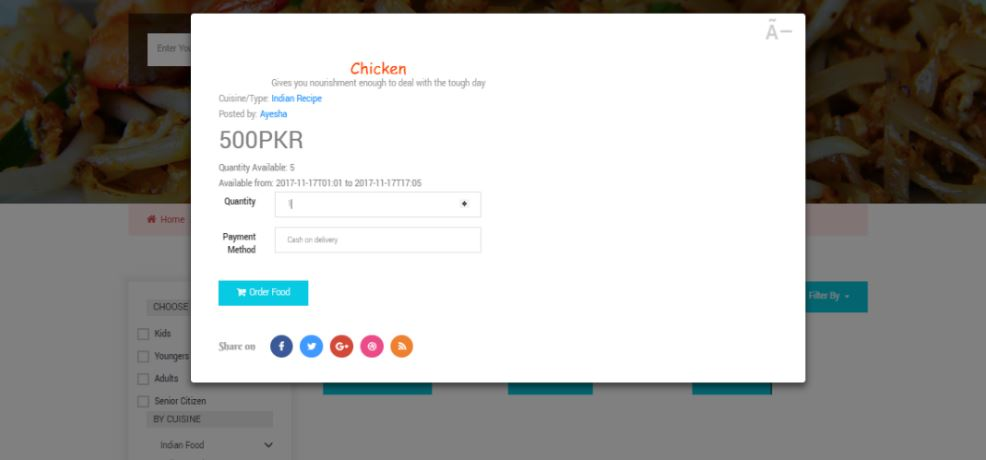 Ã—
Enter You
Chicken
Gives you nourishment enough to deal with the tough day
Cuisine/Type: Indian Recipe
Posted by: Ayesha
500PKR
Quantity Available: 5
Available from: 2017-11-17T01:01 to 2017-11-17T17:05
Quantity 1
Payment Method Cash on delivery
Order Food
Share on
Home
Filter By
CHOOSE
Kids
Youngers
Adults
Senior Citizen
BY CUISINE
Indian Food